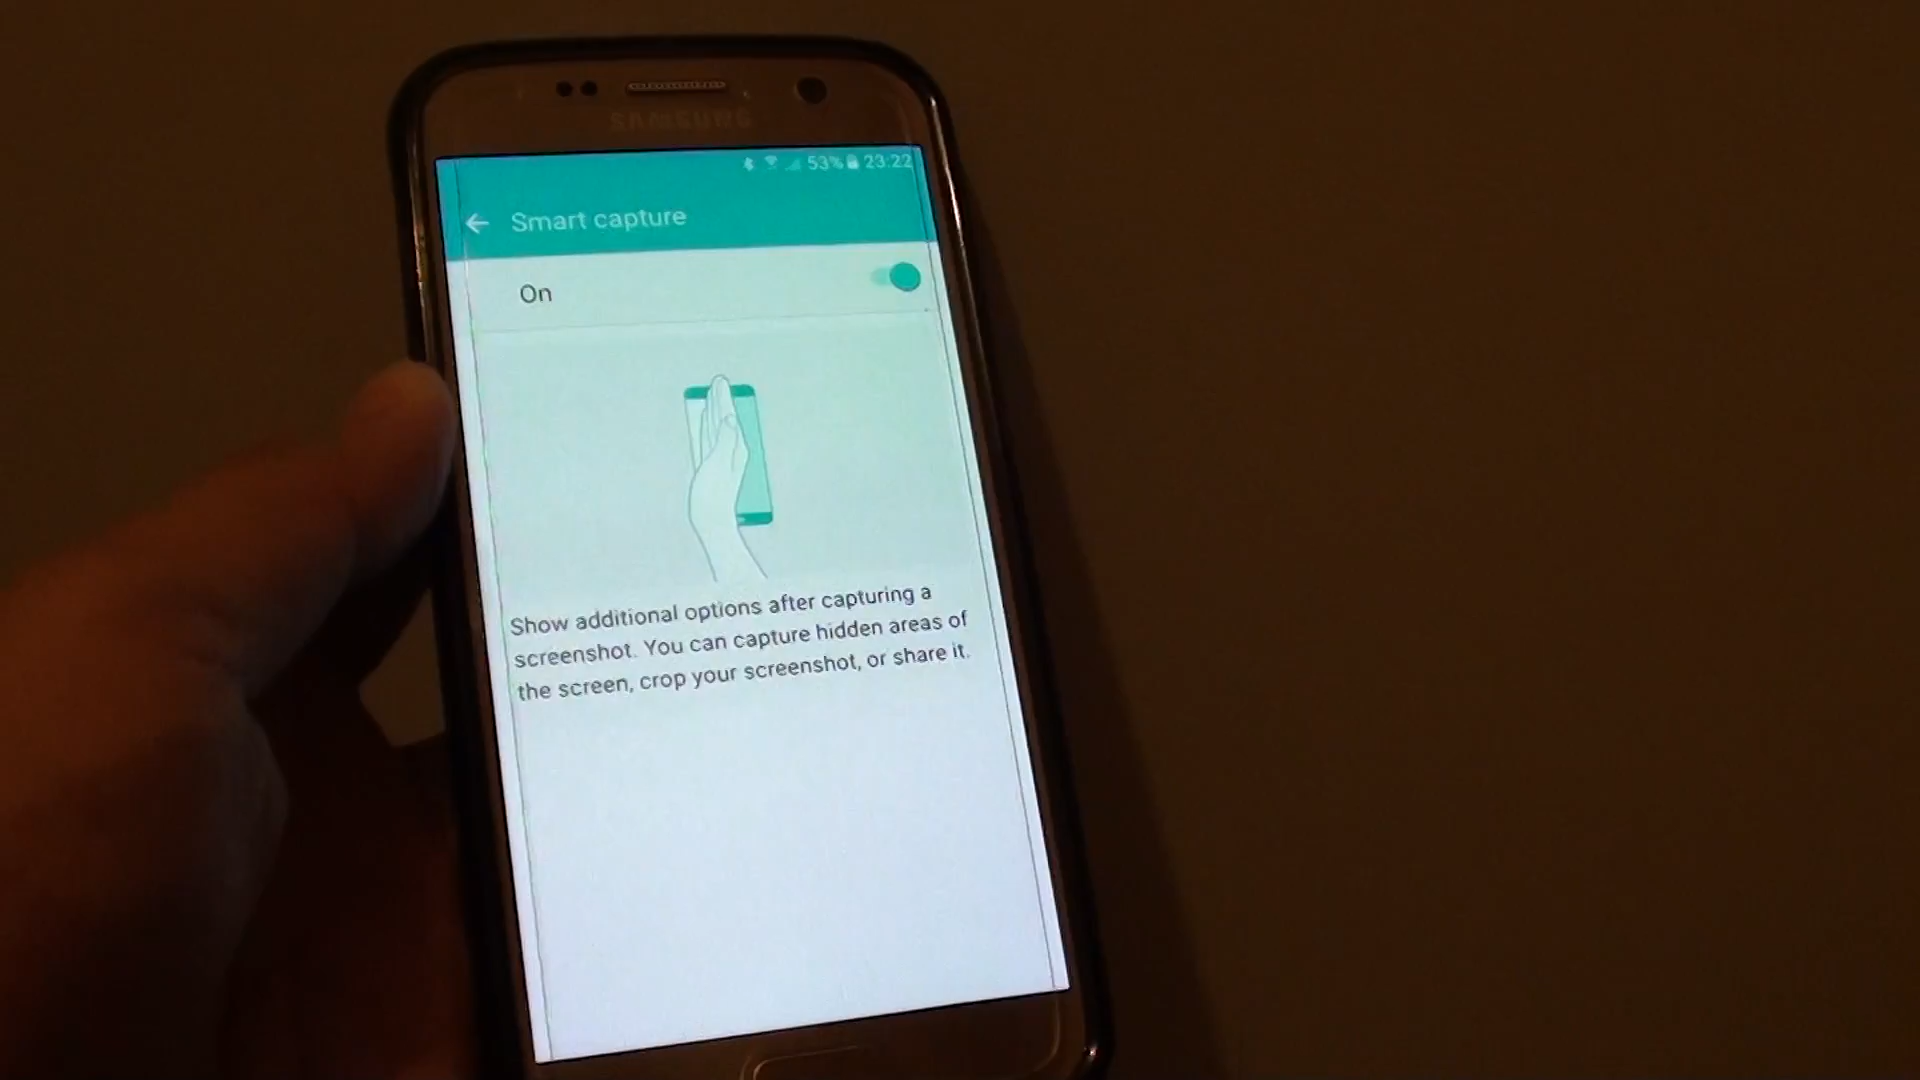 SAMSUNG
53% 23:22
Smart capture
On
Show additional options after capturing a
screenshot. You can capture hidden areas of
the screen, crop your screenshot, or share it.